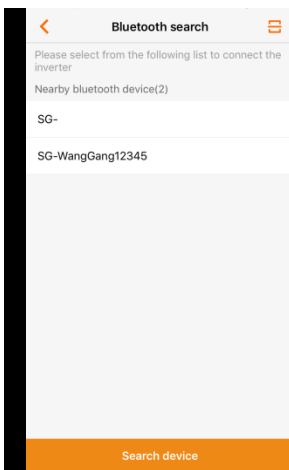 Bluetooth search
Please select from the following list to connect the
inverter
Nearby bluetooth device(2)
SG-
SG-WangGang12345
Search device